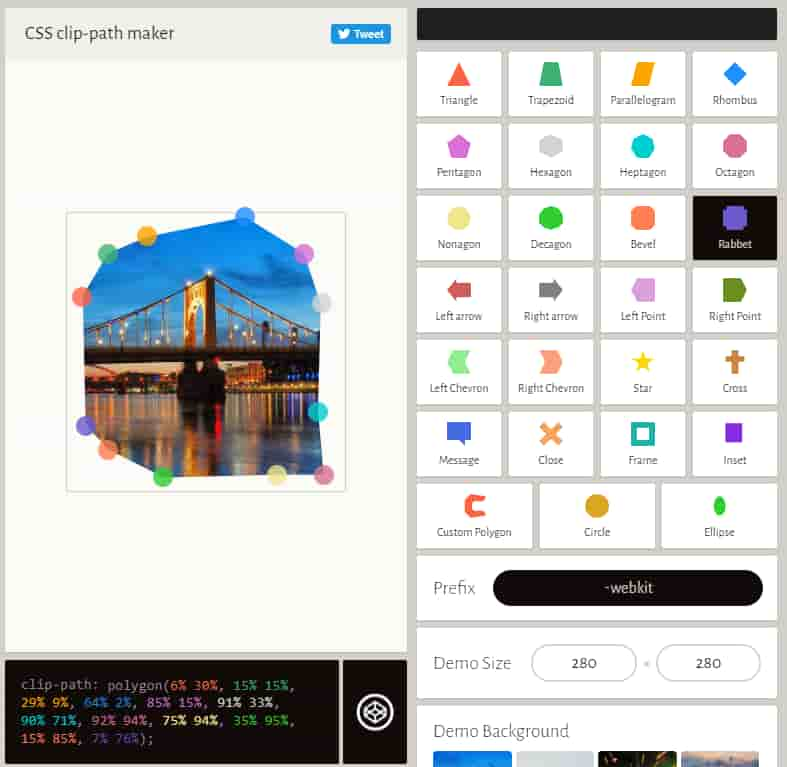 CSS clip-path maker
Tweet
clip-path: polygon(6% 30%, 15% 15%,
29% 9%, 64% 2%, 85% 15%, 91% 33%,
90% 71%, 92% 94%, 75% 94%, 35% 95%,
15% 85%, 7% 76%);
Triangle
Trapezoid
Parallelogram
Rhombus
Pentagon
Hexagon
Heptagon
Octagon
Nonagon
Decagon
Bevel
Rabbet
Left arrow
Right arrow
Left Point
Right Point
Left Chevron
Right Chevron
Star
Cross
Message
Close
Frame
Inset
Custom Polygon
Circle
Ellipse
Prefix
-webkit
Demo Size
280
×
280
Demo Background